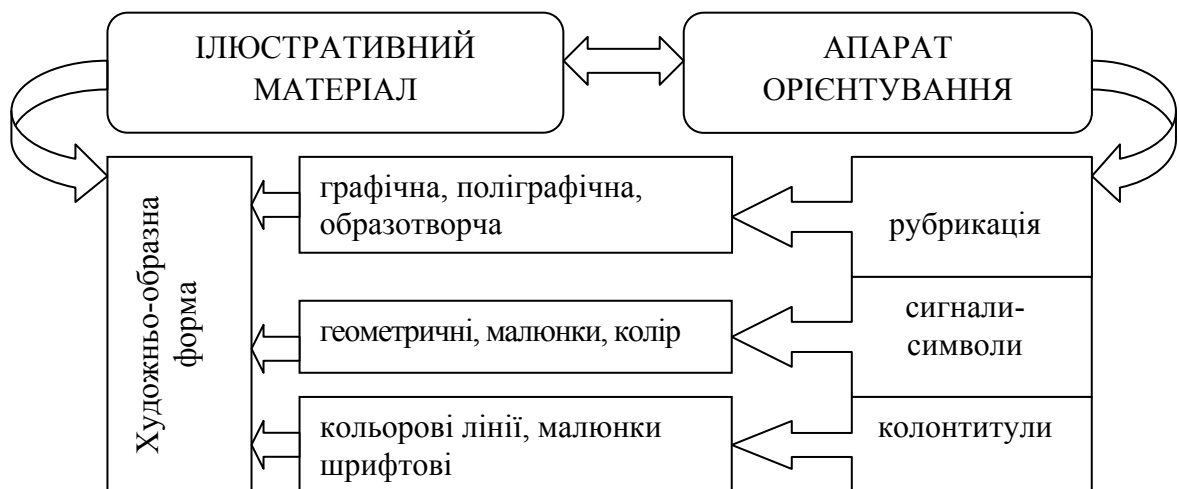 ІЛЮСТРАТИВНИЙ
МАТЕРІАЛ
АПАРАТ
ОРІЄНТУВАННЯ
Художньо-образна
форма
графічна, поліграфічна,
образотворча
рубрикація
геометричні, малюнки, колір
сигнали-
символи
кольорові лінії, малюнки
шрифтові
колонтитули